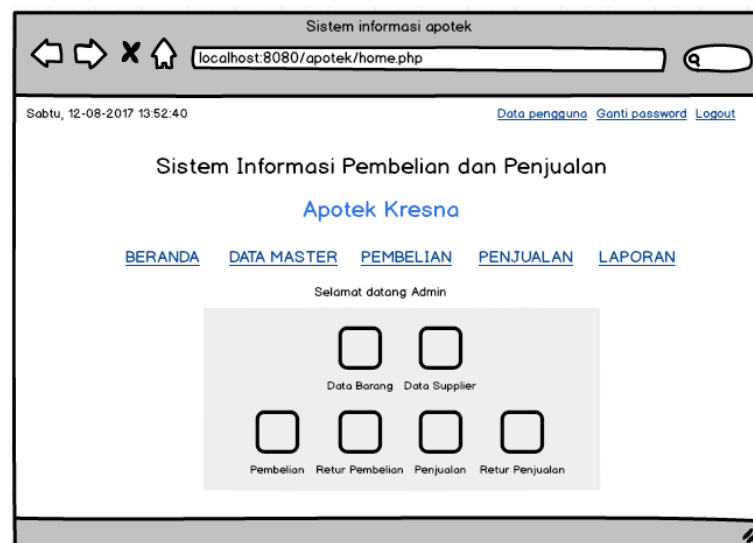 Sistem informasi apotek
localhost:8080/apotek/home.php
Sabtu, 12-08-2017 13:52:40
Data pengguna Ganti password Logout
Sistem Informasi Pembelian dan Penjualan
Apotek Kresna
BERANDA DATA MASTER PEMBELIAN PENJUALAN LAPORAN
Selamat datang Admin
Data Barang Data Supplier
Pembelian Retur Pembelian Penjualan Retur Penjualan